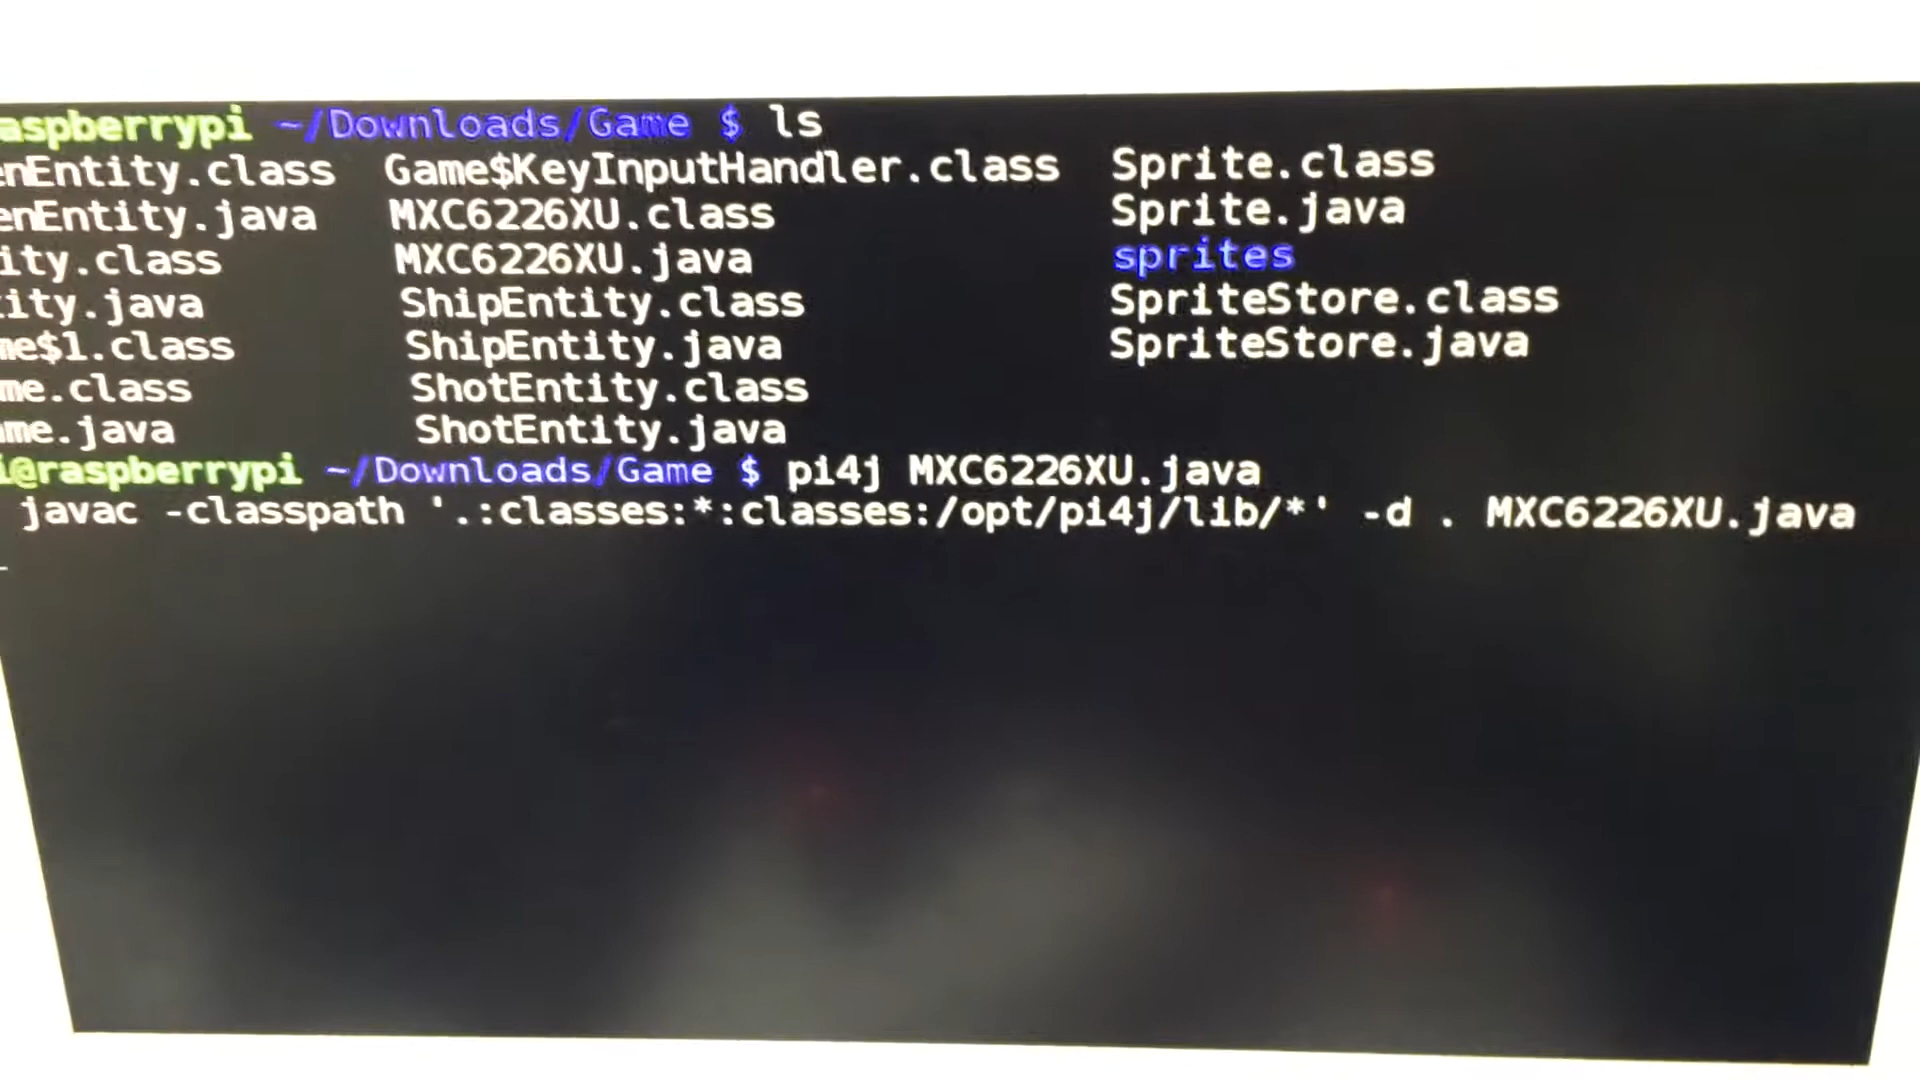 aspberrypi ~/Downloads/Game $ ls
enEntity.class Game$KeyInputHandler.class Sprite.class
enEntity.java MXC6226XU.class Sprite.java
ity.class MXC6226XU.java sprites
ity.java ShipEntity.class SpriteStore.class
me$1.class ShipEntity.java SpriteStore.java
me.class ShotEntity.class
ame.java ShotEntity.java
i@raspberrypi ~/Downloads/Game $ pi4j MXC6226XU.java
javac -classpath '.:classes:*:classes:/opt/pi4j/lib/*' -d . MXC6226XU.java